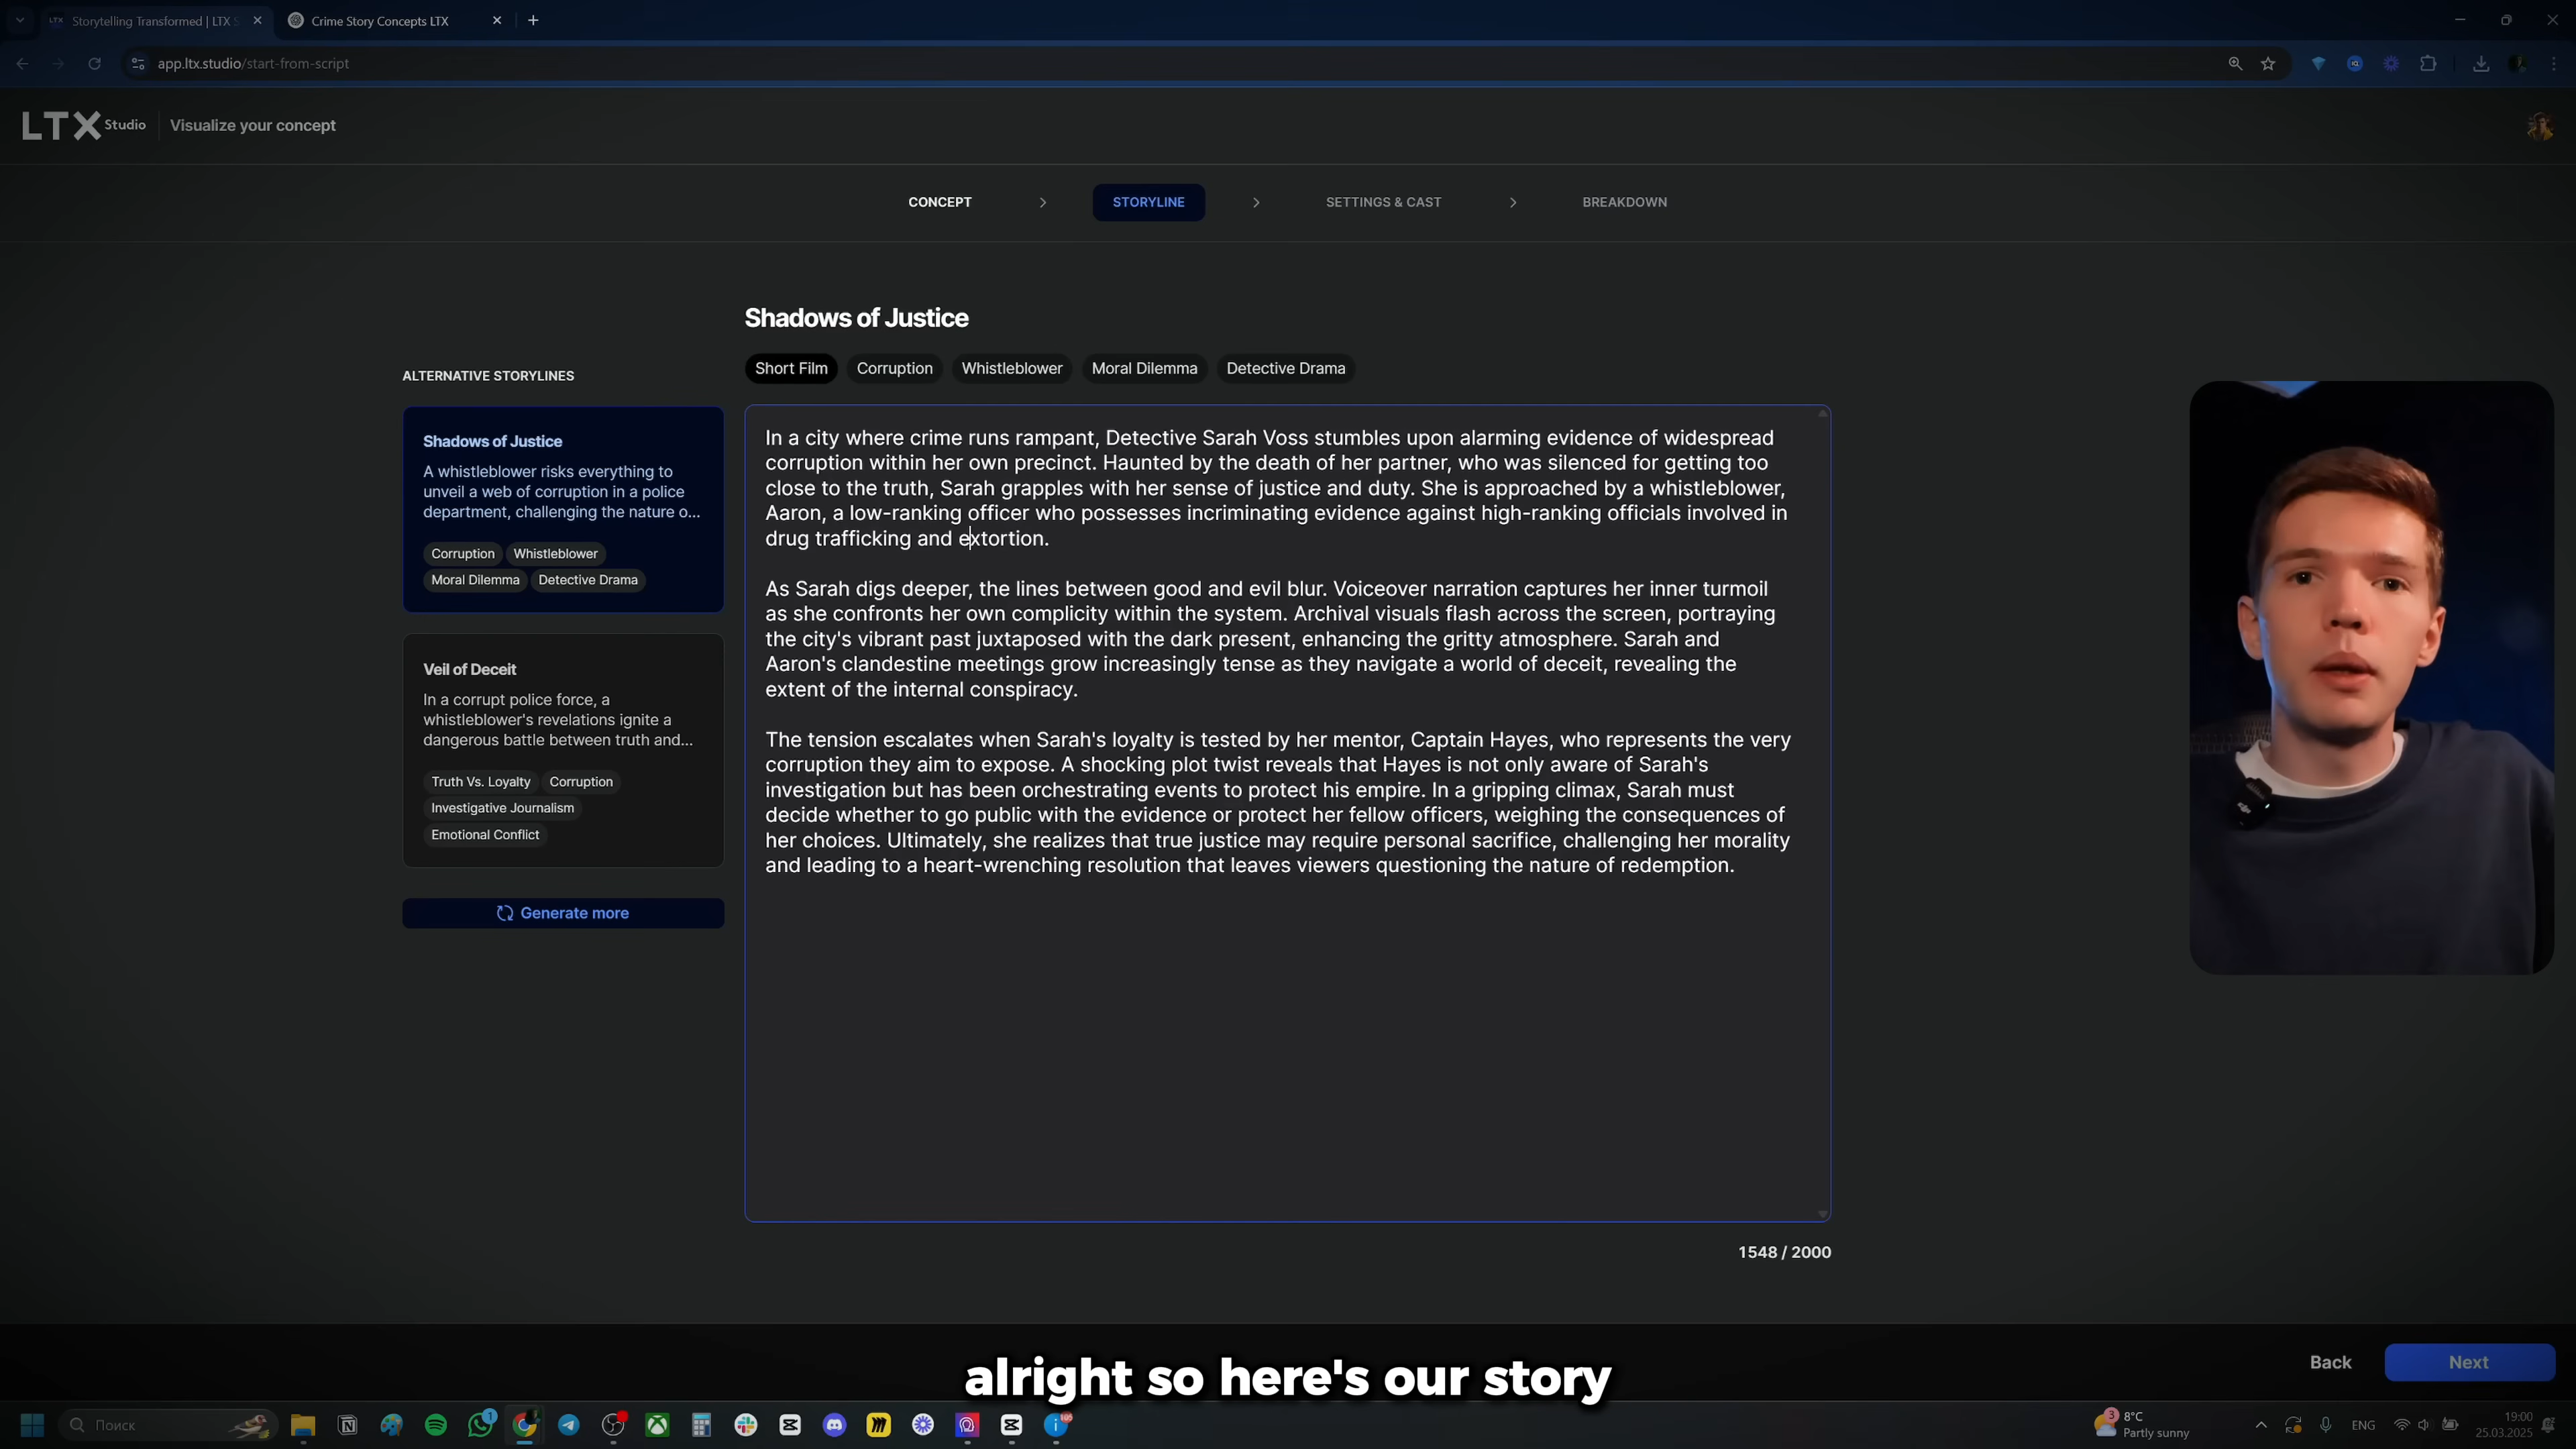 Storytelling Transformed | LTX S
Crime Story Concepts LTX
app.ltx.studio/start-from-script
LTX Studio
Visualize your concept
CONCEPT
STORYLINE
SETTINGS & CAST
BREAKDOWN
Shadows of Justice
Short Film
Corruption
Whistleblower
Moral Dilemma
Detective Drama
ALTERNATIVE STORYLINES
Shadows of Justice
A whistleblower risks everything to
unveil a web of corruption in a police
department, challenging the nature o...
Corruption
Whistleblower
Moral Dilemma
Detective Drama
Veil of Deceit
In a corrupt police force, a
whistleblower's revelations ignite a
dangerous battle between truth and...
Truth Vs. Loyalty
Corruption
Investigative Journalism
Emotional Conflict
Generate more
In a city where crime runs rampant, Detective Sarah Voss stumbles upon alarming evidence of widespread
corruption within her own precinct. Haunted by the death of her partner, who was silenced for getting too
close to the truth, Sarah grapples with her sense of justice and duty. She is approached by a whistleblower,
Aaron, a low-ranking officer who possesses incriminating evidence against high-ranking officials involved in
drug trafficking and extortion.
As Sarah digs deeper, the lines between good and evil blur. Voiceover narration captures her inner turmoil
as she confronts her own complicity within the system. Archival visuals flash across the screen, portraying
the city's vibrant past juxtaposed with the dark present, enhancing the gritty atmosphere. Sarah and
Aaron's clandestine meetings grow increasingly tense as they navigate a world of deceit, revealing the
extent of the internal conspiracy.
The tension escalates when Sarah's loyalty is tested by her mentor, Captain Hayes, who represents the very
corruption they aim to expose. A shocking plot twist reveals that Hayes is not only aware of Sarah's
investigation but has been orchestrating events to protect his empire. In a gripping climax, Sarah must
decide whether to go public with the evidence or protect her fellow officers, weighing the consequences of
her choices. Ultimately, she realizes that true justice may require personal sacrifice, challenging her morality
and leading to a heart-wrenching resolution that leaves viewers questioning the nature of redemption.
1548 / 2000
Back
Next
alright so here's our story
Поиск
1
3
8°C
Partly sunny
ENG
19:00
25.03.2025